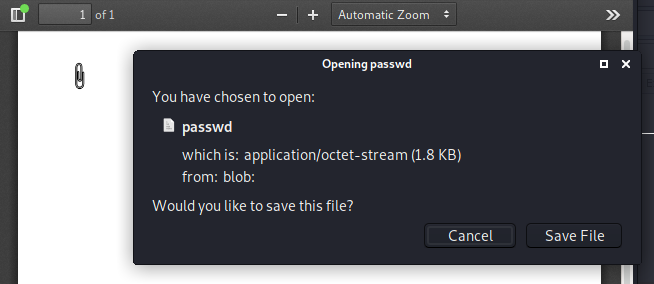 1 of 1
Automatic Zoom
Opening passwd
You have chosen to open:
passwd
which is: application/octet-stream (1.8 KB)
from: blob:
Would you like to save this file?
Cancel Save File